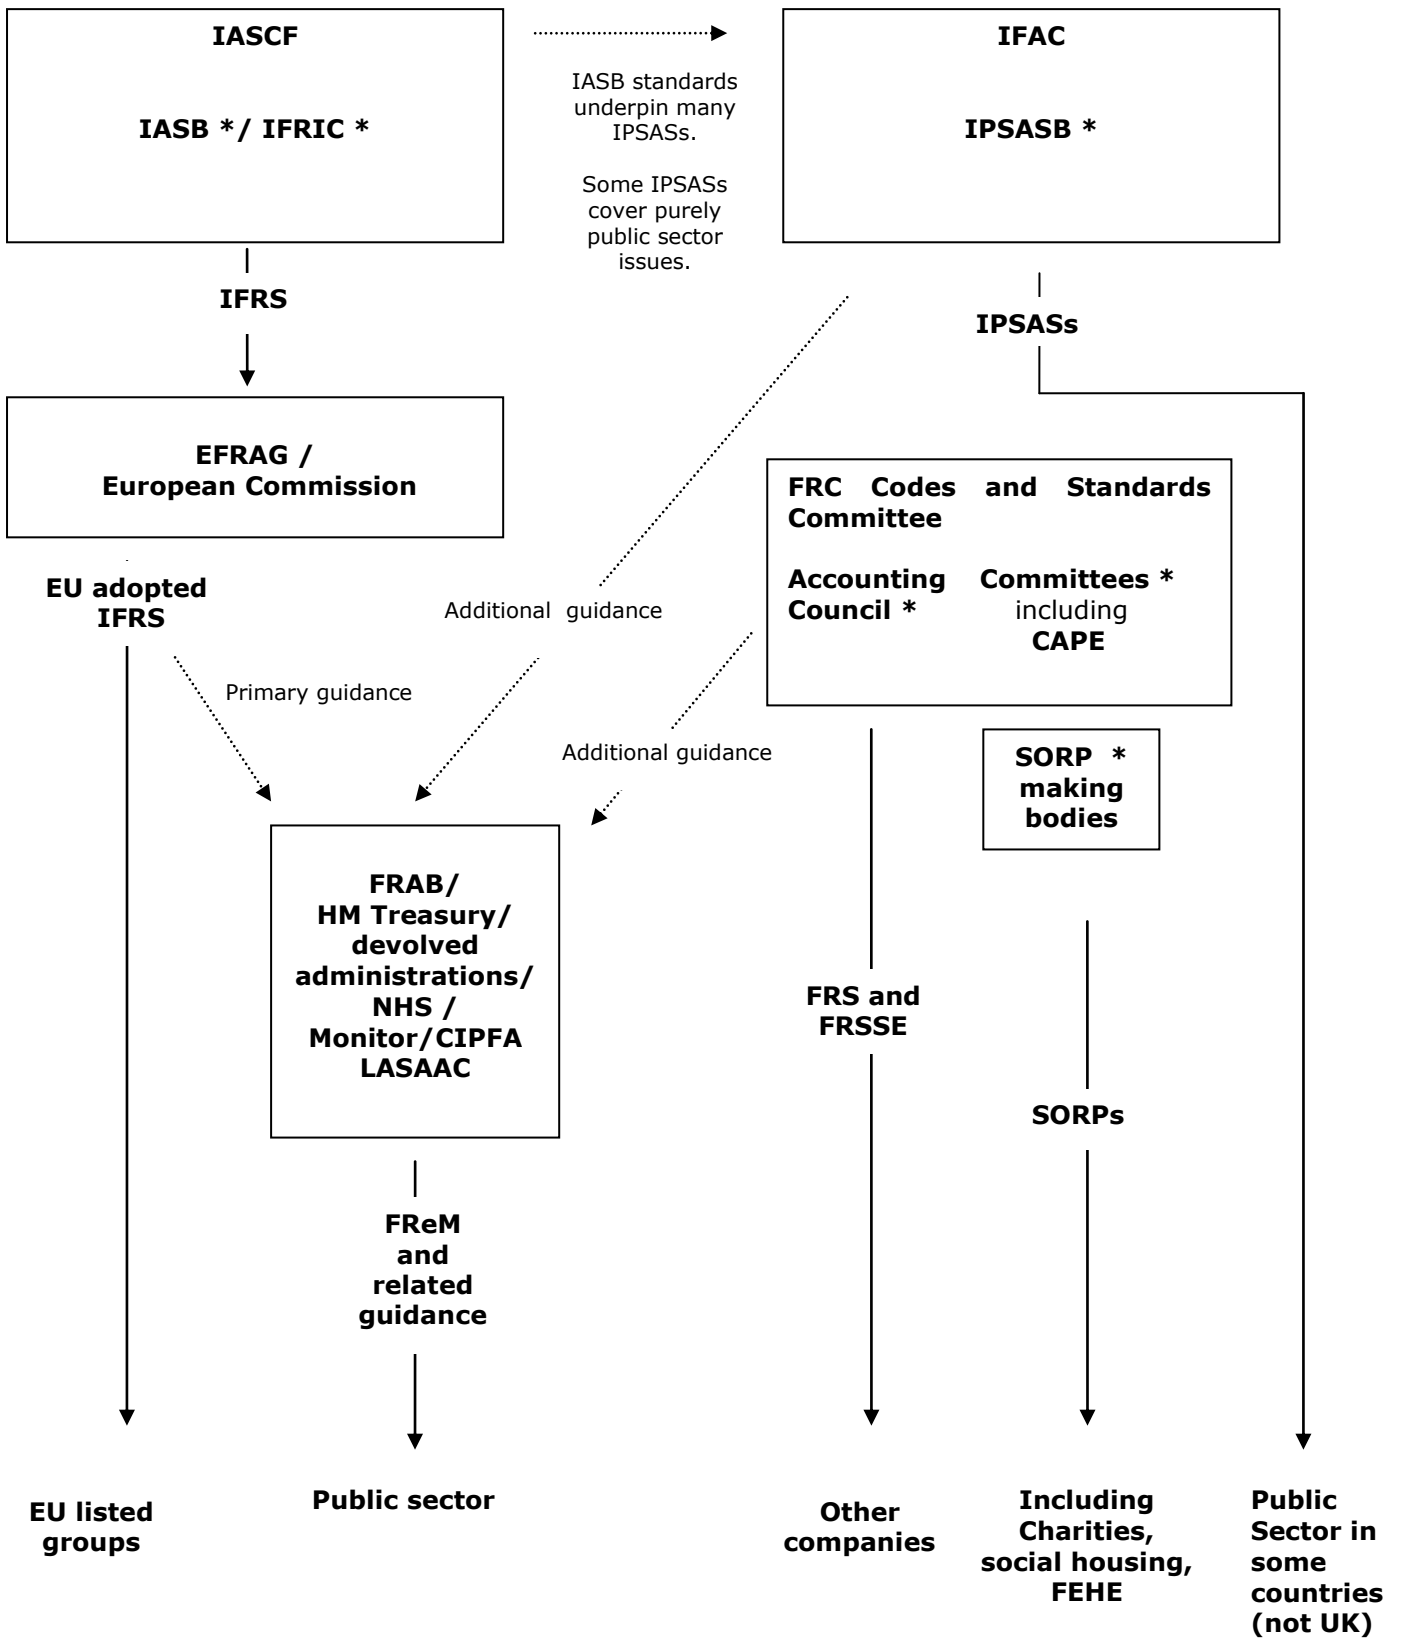 IASCF
IASB */ IFRIC *
IASB standards
underpin many
IPSASs.
Some IPSASs
cover purely
public sector
issues.
IFAC
IPSASB *
IFRS
IPSASs
EFRAG /
European Commission
FRC Codes and Standards
Committee
Accounting Committees *
Council * including
CAPE
EU adopted
IFRS
Additional guidance
Primary guidance
Additional guidance
SORP *
making
bodies
FRAB/
HM Treasury/
devolved
administrations/
NHS /
Monitor/CIPFA
LASAAC
FRS and
FRSSE
SORPs
FReM
and
related
guidance
EU listed
groups
Public sector
Other
companies
Including
Charities,
social housing,
FEHE
Public
Sector in
some
countries
(not UK)